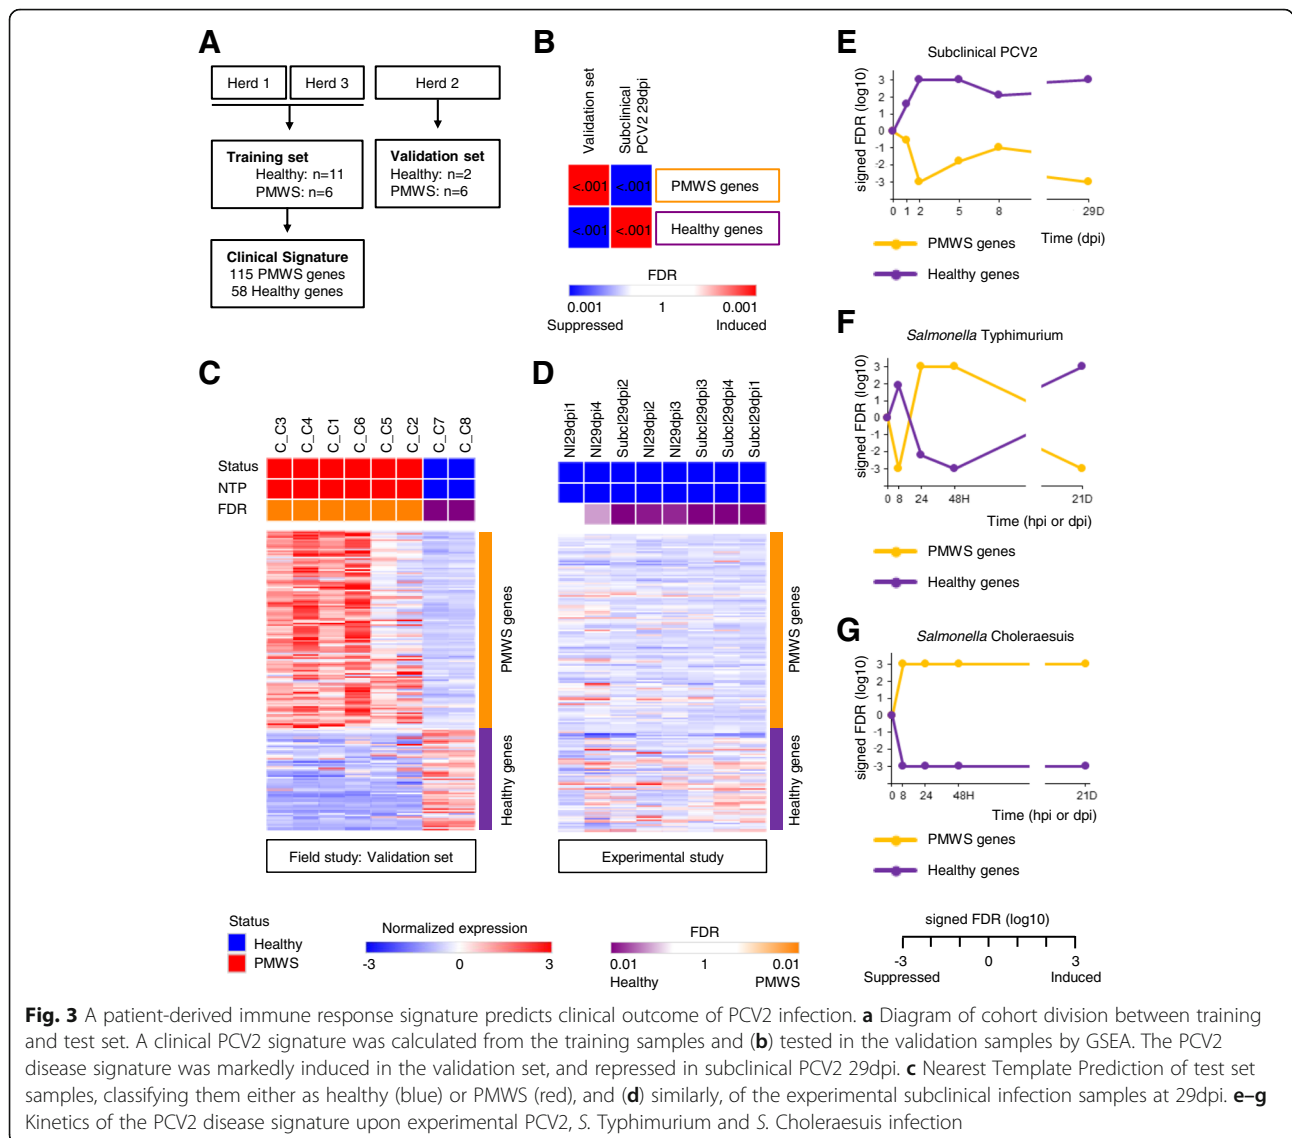 A
Herd 1
Herd 3
Herd 2
Training set
Healthy: n=11
PMWS: n=6
Validation set
Healthy: n=2
PMWS: n=6
Clinical Signature
115 PMWS genes
58 Healthy genes
B
Validation set
Subclinical
PCV2 29dpi
<.001 <.001
PMWS genes
<.001 <.001
Healthy genes
FDR
0.001 1 0.001
Suppressed Induced
C
C_C3 C_C4 C_C1 C_C6 C_C5 C_C2 C_C7 C_C8
Status
NTP
FDR
PMWS genes
Healthy genes
Field study: Validation set
D
NI29dpi1 NI29dpi4 Subcl29dpi2 NI29dpi2 NI29dpi3 Subcl29dpi3 Subcl29dpi4 Subcl29dpi1
PMWS genes
Healthy genes
Experimental study
Status
Healthy
PMWS
Normalized expression
-3 0 3
FDR
0.01 1 0.01
Healthy PMWS
E
Subclinical PCV2
signed FDR (log10)
3
2
1
0
-1
-2
-3
0 1 2 5 8 29D
Time (dpi)
PMWS genes
Healthy genes
F
Salmonella Typhimurium
signed FDR (log10)
3
2
1
0
-1
-2
-3
0 8 24 48H 21D
Time (hpi or dpi)
PMWS genes
Healthy genes
G
Salmonella Choleraesuis
signed FDR (log10)
3
2
1
0
-1
-2
-3
0 8 24 48H 21D
Time (hpi or dpi)
PMWS genes
Healthy genes
signed FDR (log10)
-3 0 3
Suppressed Induced
Fig. 3 A patient-derived immune response signature predicts clinical outcome of PCV2 infection. a Diagram of cohort division between training
and test set. A clinical PCV2 signature was calculated from the training samples and (b) tested in the validation samples by GSEA. The PCV2
disease signature was markedly induced in the validation set, and repressed in subclinical PCV2 29dpi. c Nearest Template Prediction of test set
samples, classifying them either as healthy (blue) or PMWS (red), and (d) similarly, of the experimental subclinical infection samples at 29dpi. e–g
Kinetics of the PCV2 disease signature upon experimental PCV2, S. Typhimurium and S. Choleraesuis infection